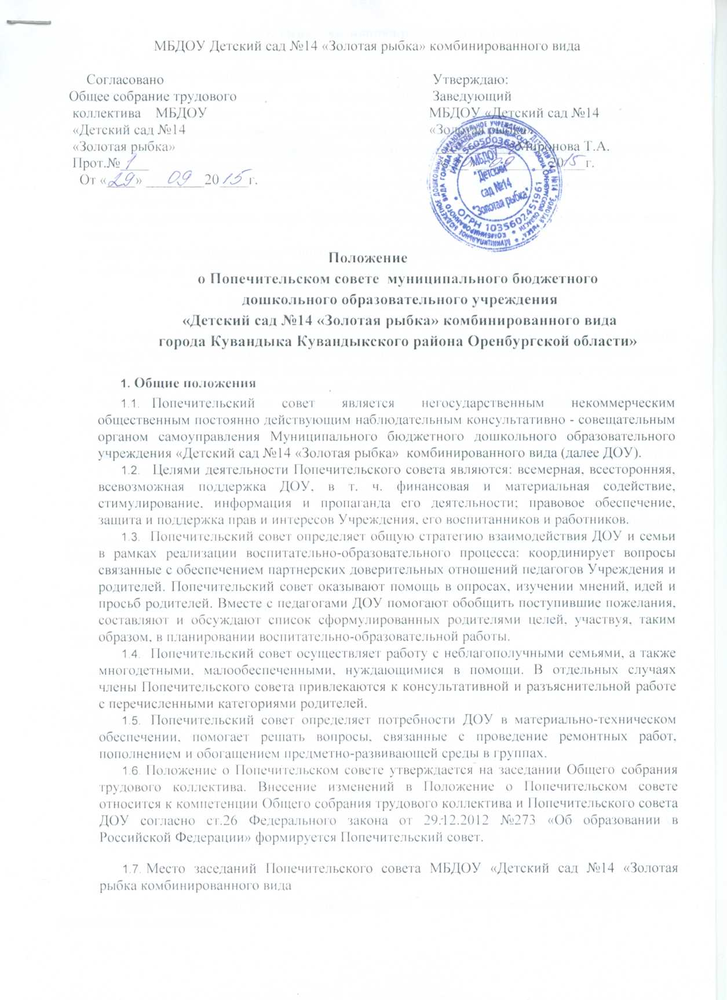 МБДОУ Детский сад №14 «Золотая рыбка» комбинированного вида
Согласовано
Общее собрание трудового
коллектива МБДОУ
«Детский сад №14
«Золотая рыбка»
Прот.№ 1
От «29» 09 2015г.
Утверждаю:
Заведующий
МБДОУ «Детский сад №14
«Золотая рыбка»
Миронова Т.А.
09 2015г.
МБДОУ
"Детский
сад №14
"Золотая рыбка"
ОГРН 1035602451961
Положение
о Попечительском совете муниципального бюджетного
дошкольного образовательного учреждения
«Детский сад №14 «Золотая рыбка» комбинированного вида
города Кувандыка Кувандыкского района Оренбургской области»
1. Общие положения
1.1. Попечительский совет является негосударственным некоммерческим
общественным постоянно действующим наблюдательным консультативно - совещательным
органом самоуправления Муниципального бюджетного дошкольного образовательного
учреждения «Детский сад №14 «Золотая рыбка» комбинированного вида (далее ДОУ).
1.2. Целями деятельности Попечительского совета являются: всемерная, всесторонняя,
всевозможная поддержка ДОУ, в т. ч. финансовая и материальная содействие,
стимулирование, информация и пропаганда его деятельности; правовое обеспечение,
защита и поддержка прав и интересов Учреждения, его воспитанников и работников.
1.3. Попечительский совет определяет общую стратегию взаимодействия ДОУ и семьи
в рамках реализации воспитательно-образовательного процесса: координирует вопросы
связанные с обеспечением партнерских доверительных отношений педагогов Учреждения и
родителей. Попечительский совет оказывают помощь в опросах, изучении мнений, идей и
просьб родителей. Вместе с педагогами ДОУ помогают обобщить поступившие пожелания,
составляют и обсуждают список сформулированных родителями целей, участвуя, таким
образом, в планировании воспитательно-образовательной работы.
1.4. Попечительский совет осуществляет работу с неблагополучными семьями, а также
многодетными, малообеспеченными, нуждающимися в помощи. В отдельных случаях
члены Попечительского совета привлекаются к консультативной и разъяснительной работе
с перечисленными категориями родителей.
1.5. Попечительский совет определяет потребности ДОУ в материально-техническом
обеспечении, помогает решать вопросы, связанные с проведение ремонтных работ,
пополнением и обогащением предметно-развивающей среды в группах.
1.6. Положение о Попечительском совете утверждается на заседании Общего собрания
трудового коллектива. Внесение изменений в Положение о Попечительском совете
относится к компетенции Общего собрания трудового коллектива и Попечительского совета
ДОУ согласно ст.26 Федерального закона от 29.12.2012 №273 «Об образовании в
Российской Федерации» формируется Попечительский совет.
1.7. Место заседаний Попечительского совета МБДОУ «Детский сад №14 «Золотая
рыбка комбинированного вида